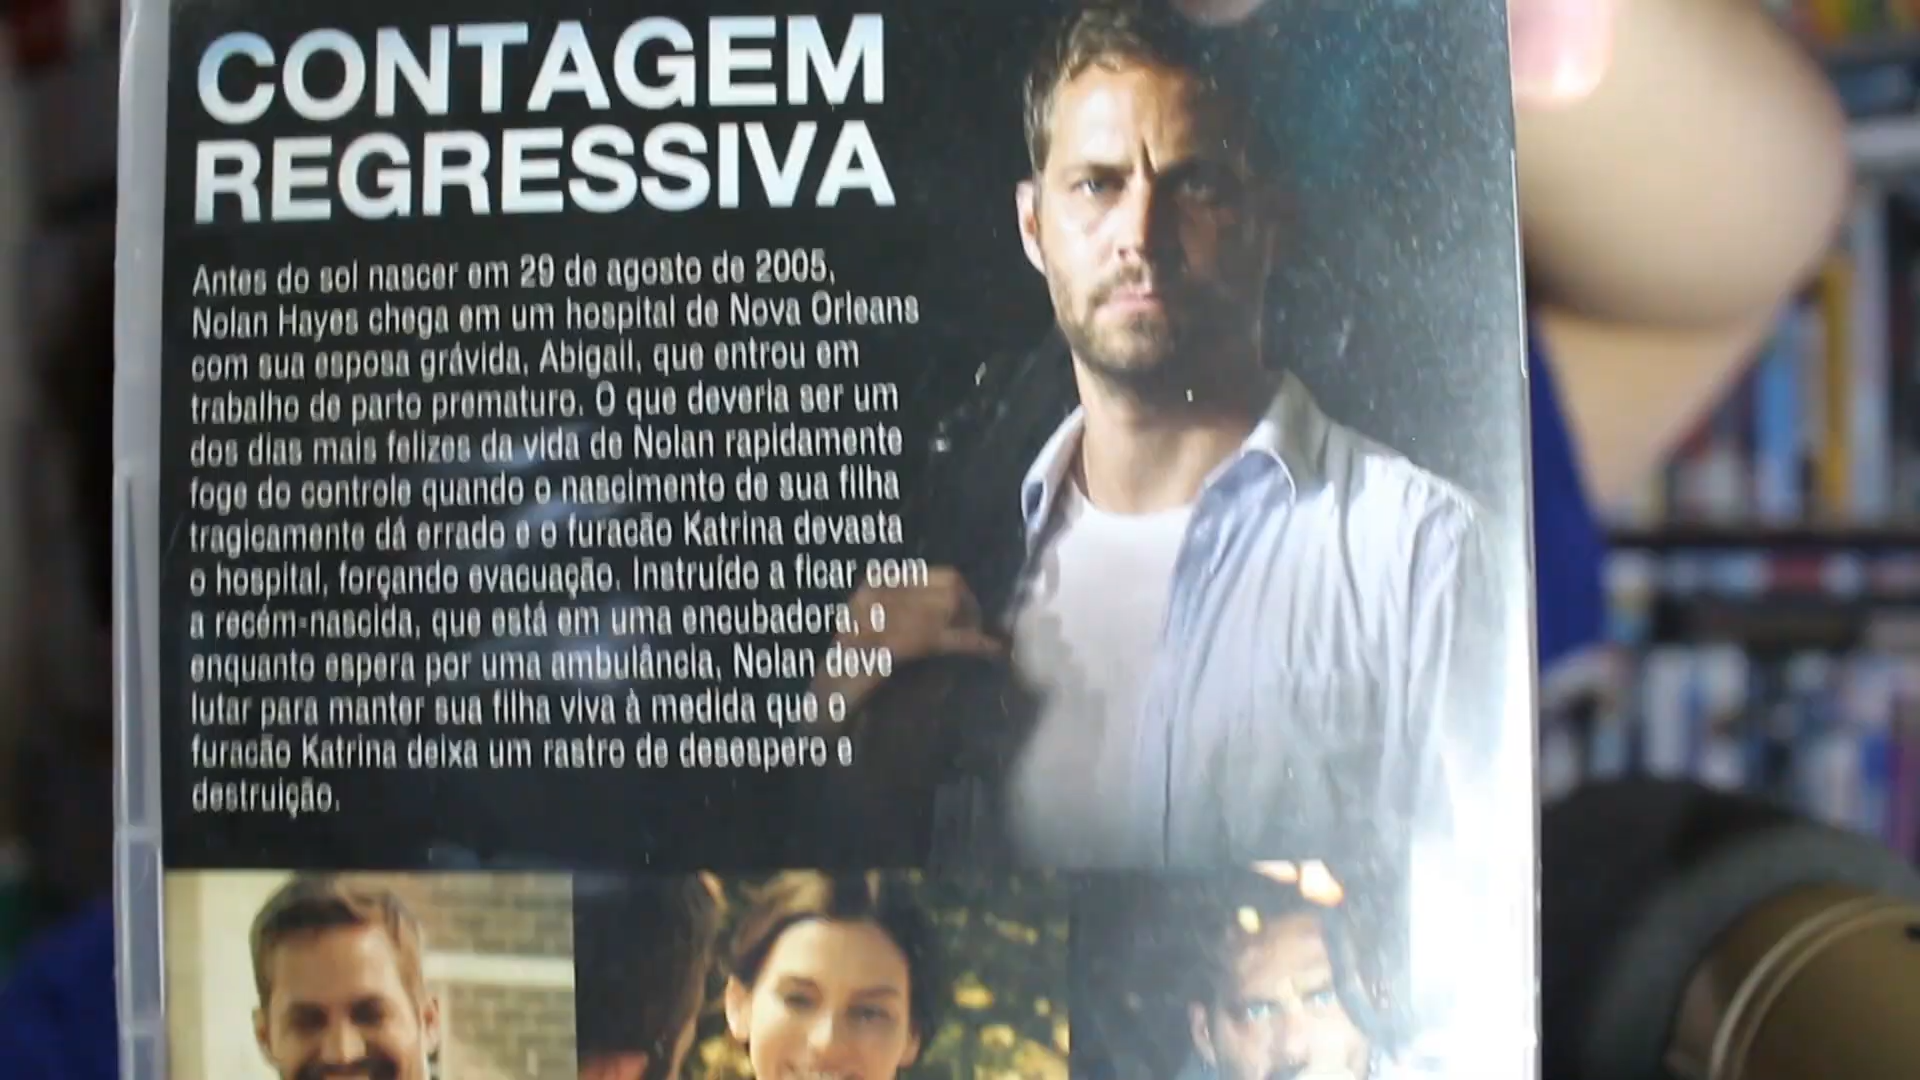 CONTAGEM
REGRESSIVA
Antes do sol nascer em 29 de agosto de 2005,
Nolan Hayes chega em um hospital de Nova Orleans
com sua esposa grávida, Abigail, que entrou em
trabalho de parto prematuro. O que deveria ser um
dos dias mais felizes da vida de Nolan rapidamente
foge do controle quando o nascimento de sua filha
tragicamente dá errado e o furacão Katrina devasta
o hospital, forçando evacuação. Instruído a ficar com
a recém-nascida, que está em uma encubadora, e
enquanto espera por uma ambulância, Nolan deve
lutar para manter sua filha viva à medida que o
furacão Katrina deixa um rastro de desespero e
destruição.